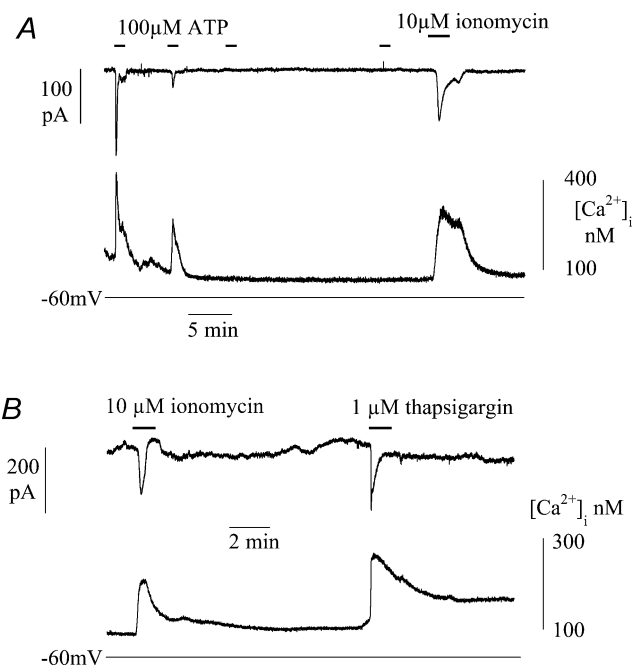 A
100µM ATP
10µM ionomycin
100
pA
400
[Ca2+]i
nM
100
-60mV
5 min
B
10 µM ionomycin
1 µM thapsigargin
200
pA
2 min
[Ca2+]i nM
300
100
-60mV